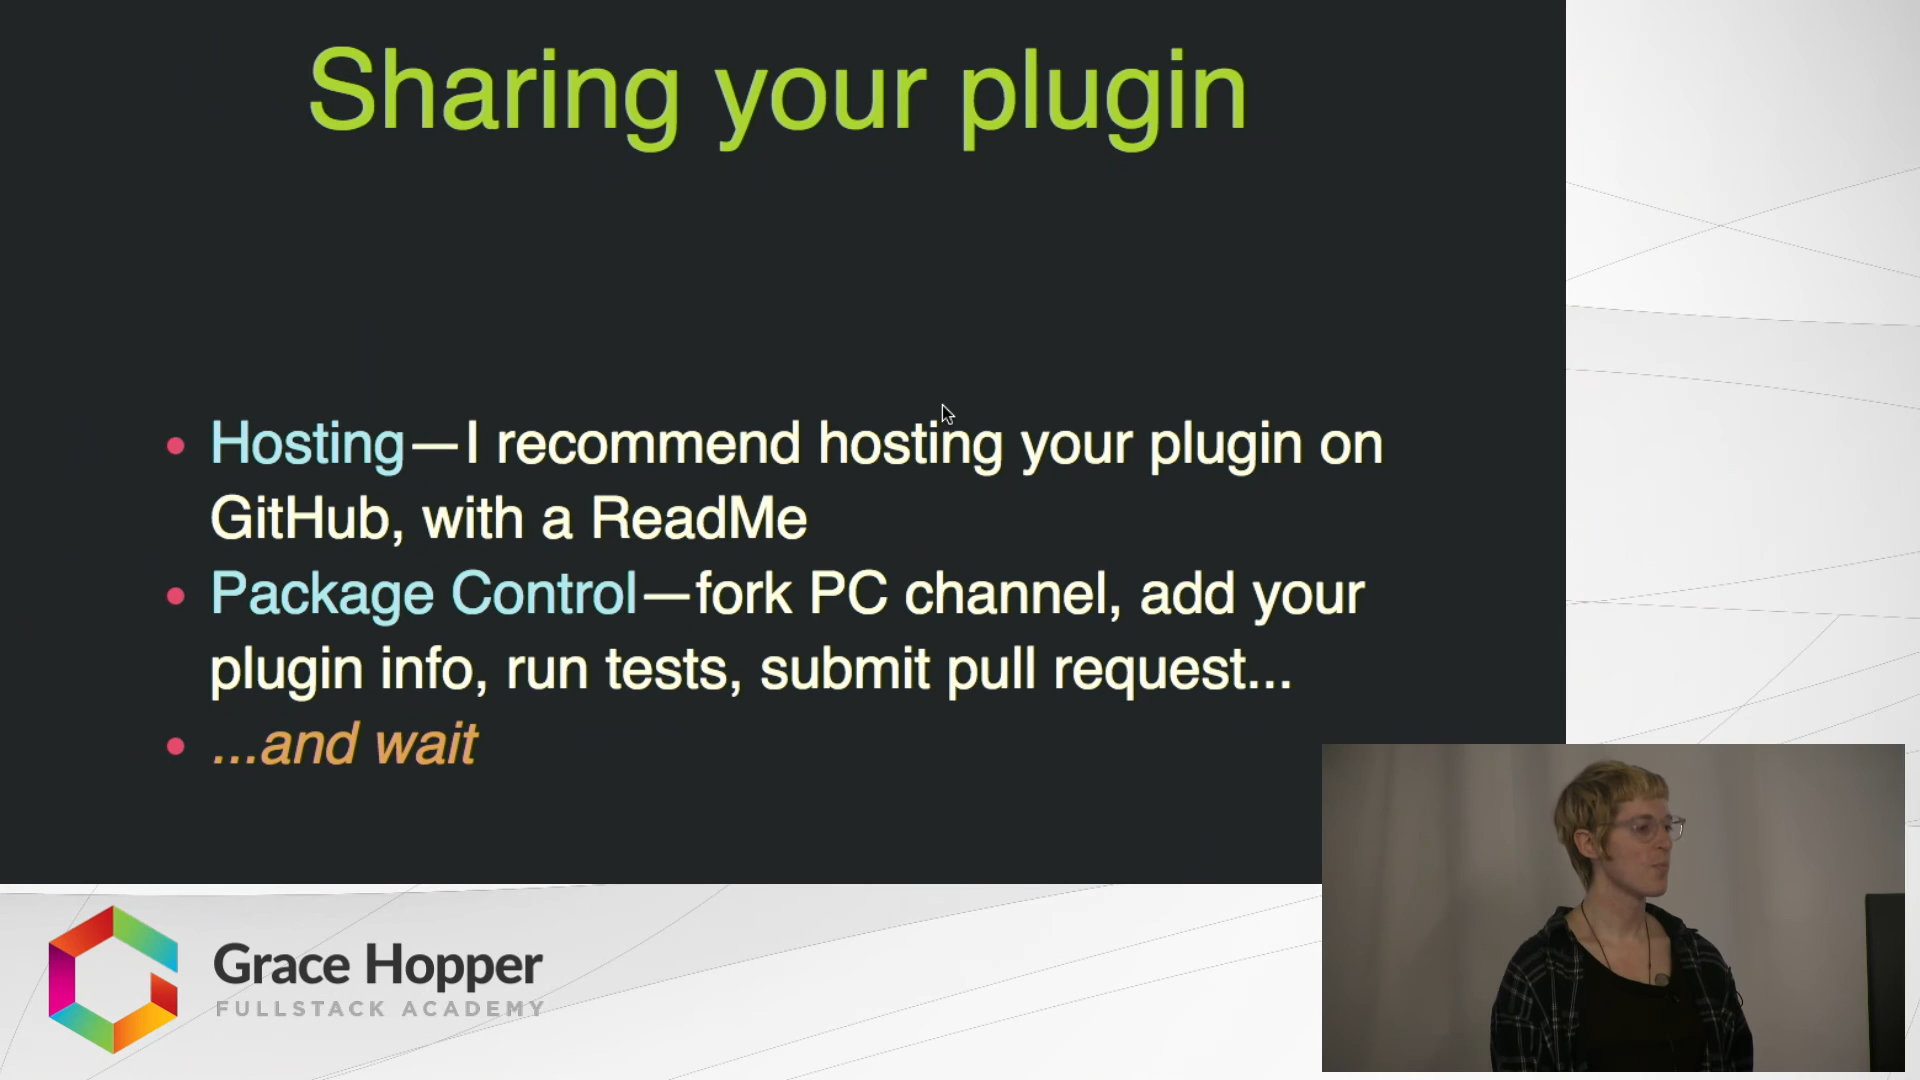 Sharing your plugin
Hosting—I recommend hosting your plugin on
GitHub, with a ReadMe
Package Control—fork PC channel, add your
plugin info, run tests, submit pull request...
...and wait
Grace Hopper
FULLSTACK ACADEMY